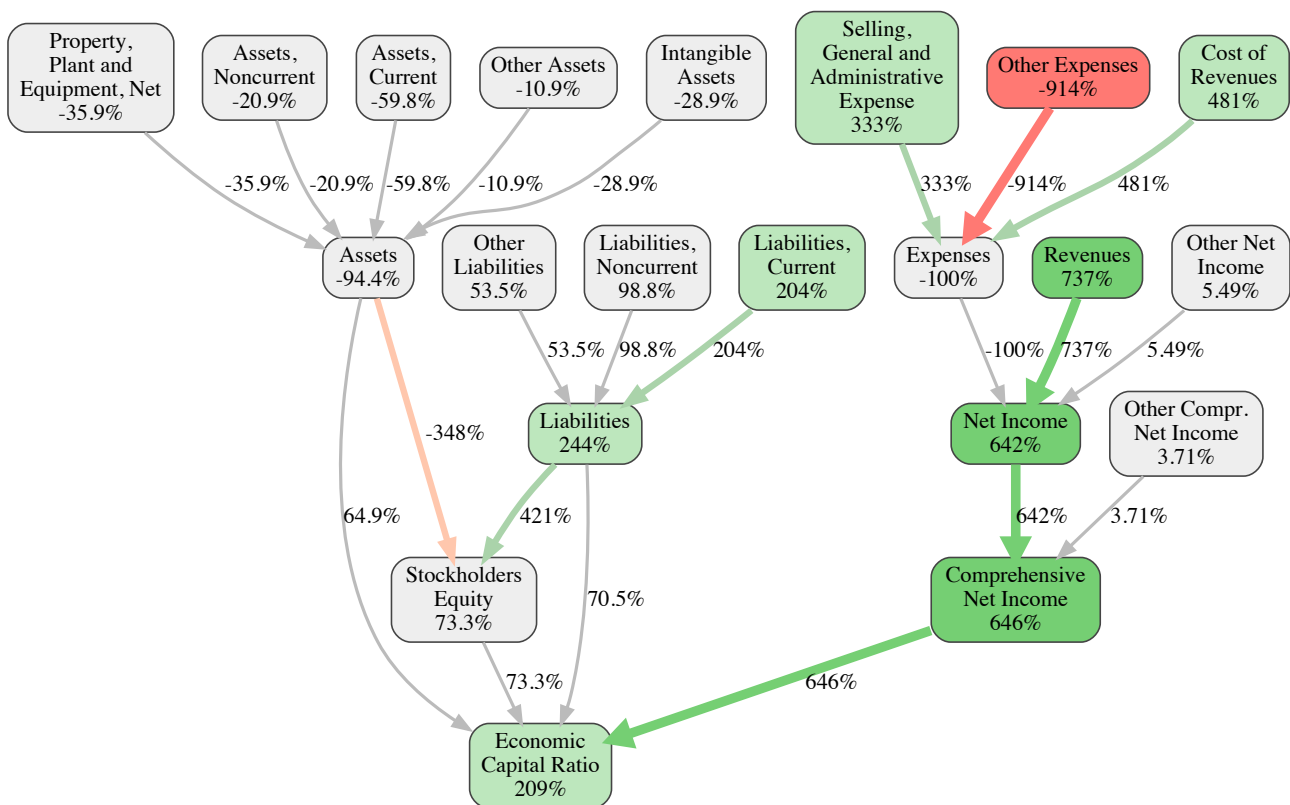 Property,
Plant and
Equipment, Net
-35.9%
Assets,
Noncurrent
-20.9%
Assets,
Current
-59.8%
Other Assets
-10.9%
Intangible
Assets
-28.9%
Selling,
General and
Administrative
Expense
333%
Other Expenses
-914%
Cost of
Revenues
481%
-35.9%
-20.9%
-59.8%
-10.9%
-28.9%
333%
-914%
481%
Assets
-94.4%
Other
Liabilities
53.5%
Liabilities,
Noncurrent
98.8%
Liabilities,
Current
204%
Expenses
-100%
Revenues
737%
Other Net
Income
5.49%
53.5%
98.8%
204%
-100%
737%
5.49%
-348%
Liabilities
244%
Net Income
642%
Other Compr.
Net Income
3.71%
64.9%
421%
642%
3.71%
Stockholders
Equity
73.3%
70.5%
Comprehensive
Net Income
646%
73.3%
646%
Economic
Capital Ratio
209%